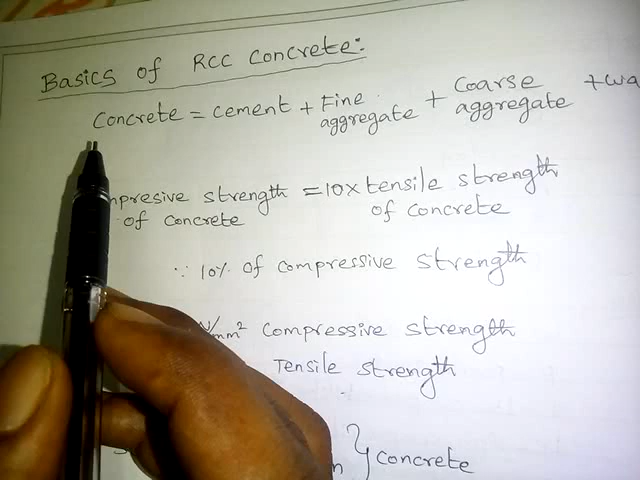 Basics of RCC Concrete:
Concrete = cement + Fine aggregate + Coarse aggregate +
strength = 10 x tensile strength
of concrete of concrete
∵ 10% of compressive strength
/mm² compressive strength
Tensile strength
} concrete